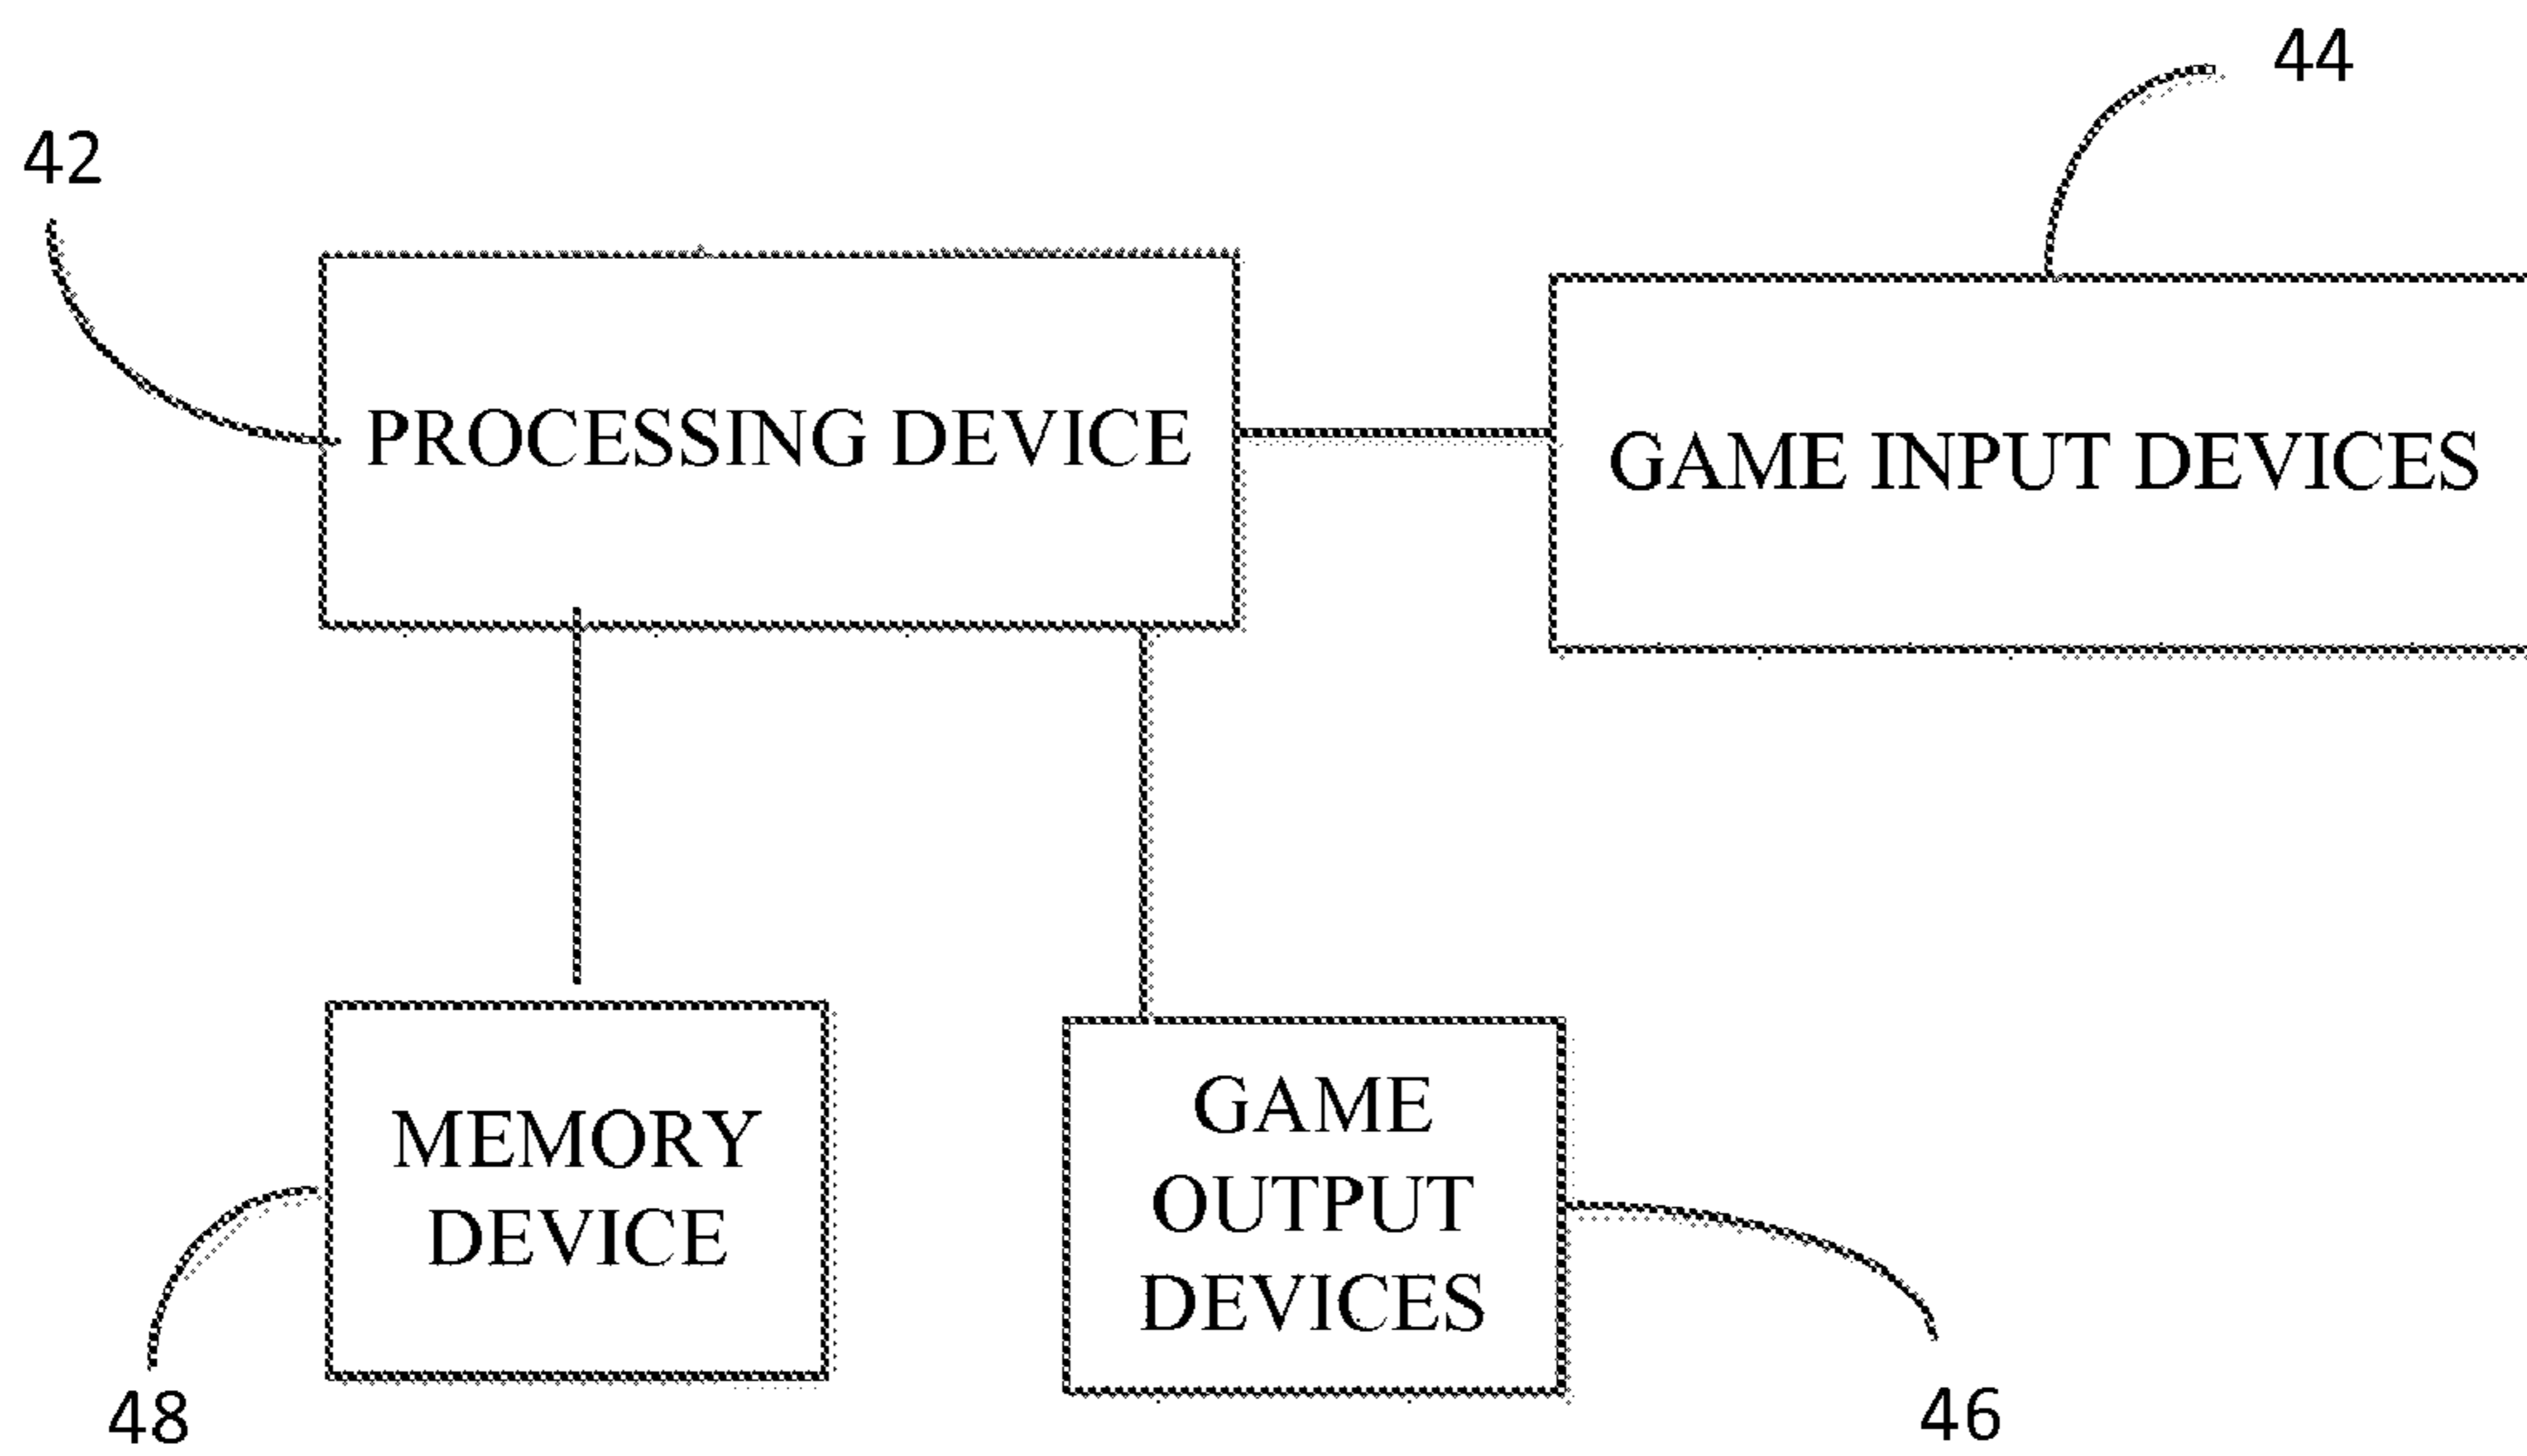 44
42
PROCESSING DEVICE
GAME INPUT DEVICES
MEMORY
DEVICE
GAME
OUTPUT
DEVICES
48
46